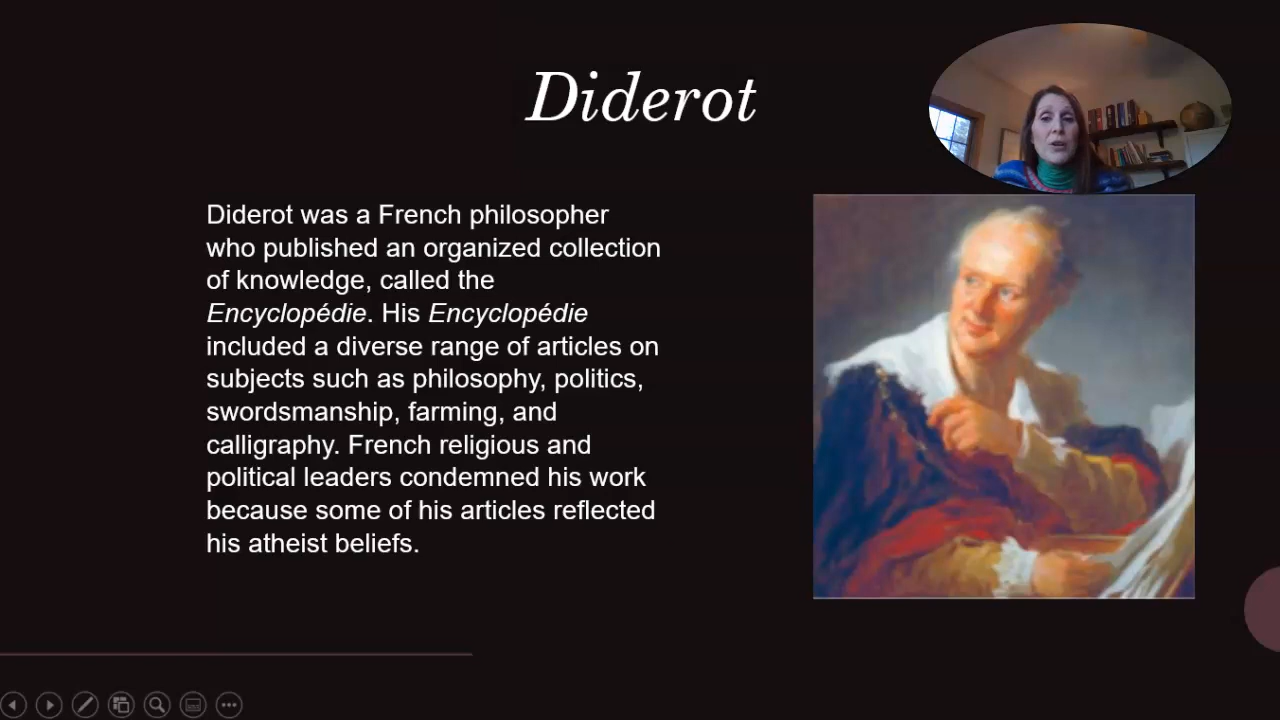 Diderot
Diderot was a French philosopher
who published an organized collection
of knowledge, called the
Encyclopédie. His Encyclopédie
included a diverse range of articles on
subjects such as philosophy, politics,
swordsmanship, farming, and
calligraphy. French religious and
political leaders condemned his work
because some of his articles reflected
his atheist beliefs.